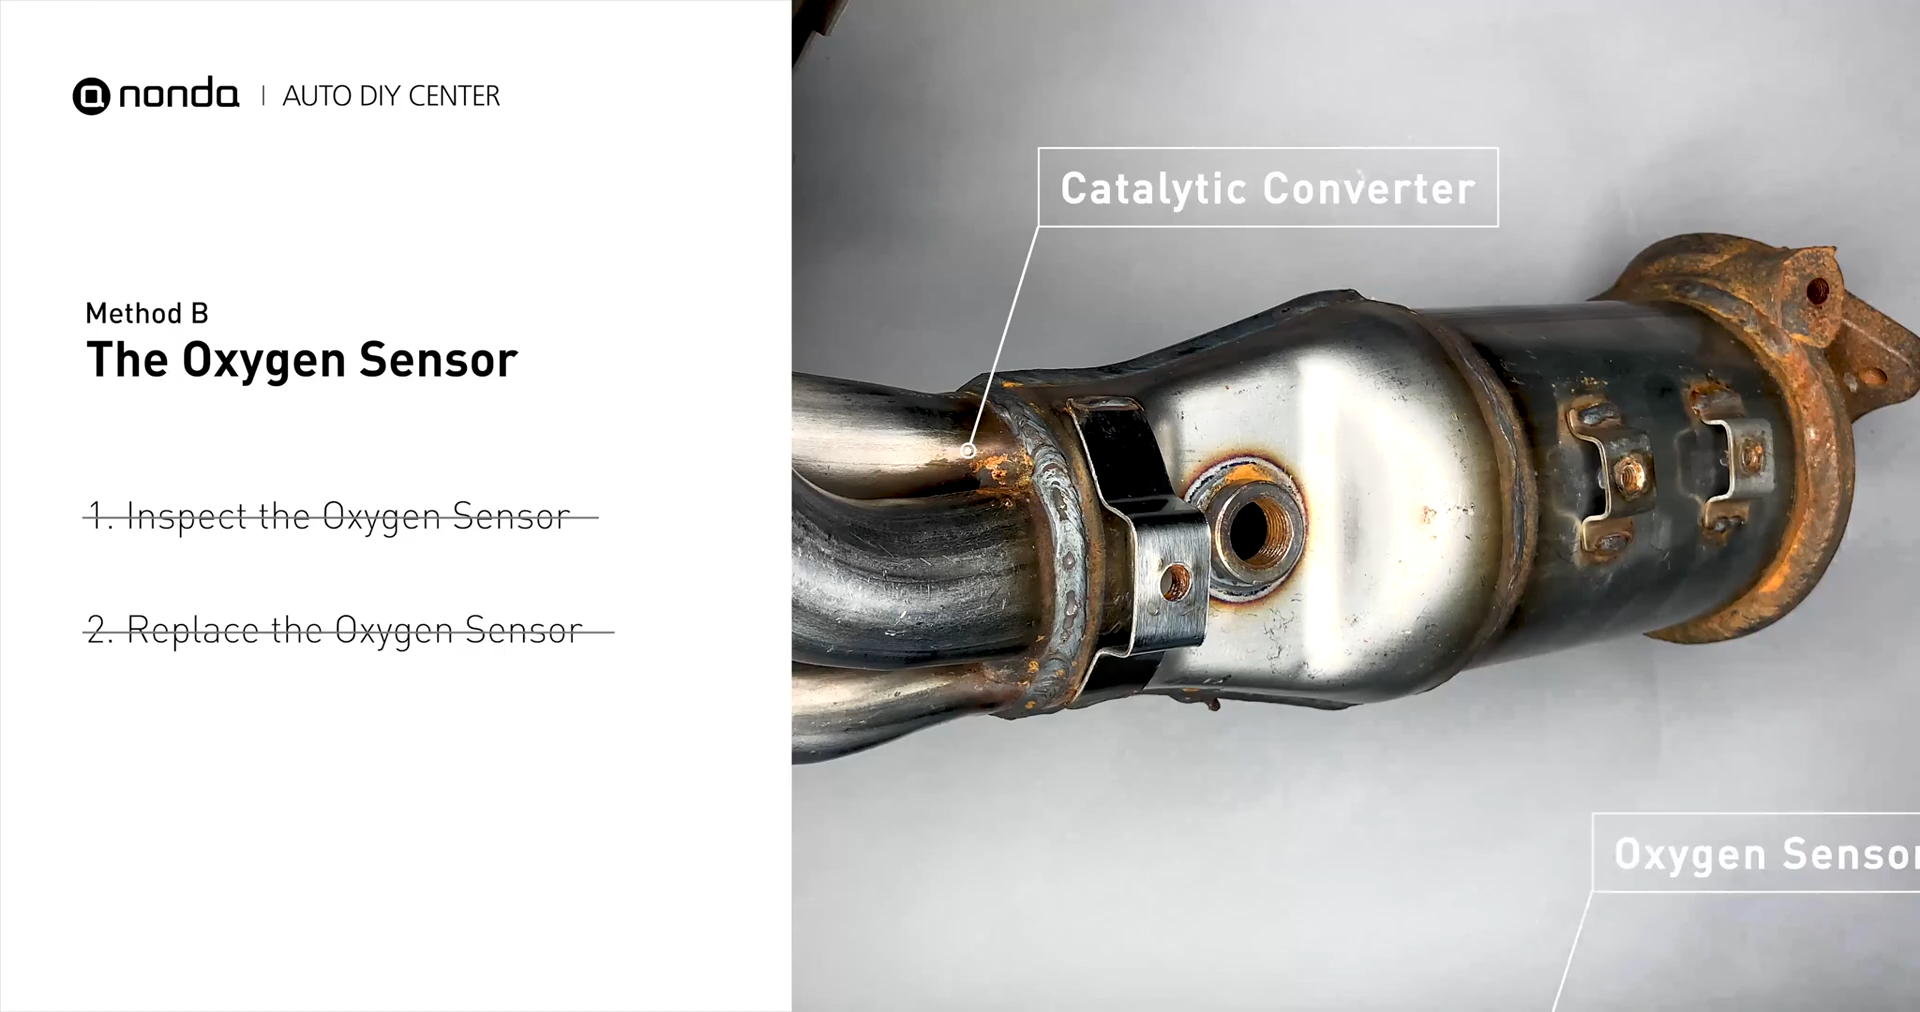 nonda | AUTO DIY CENTER
Method B
The Oxygen Sensor
1. Inspect the Oxygen Sensor
2. Replace the Oxygen Sensor
Catalytic Converter
Oxygen Sensor